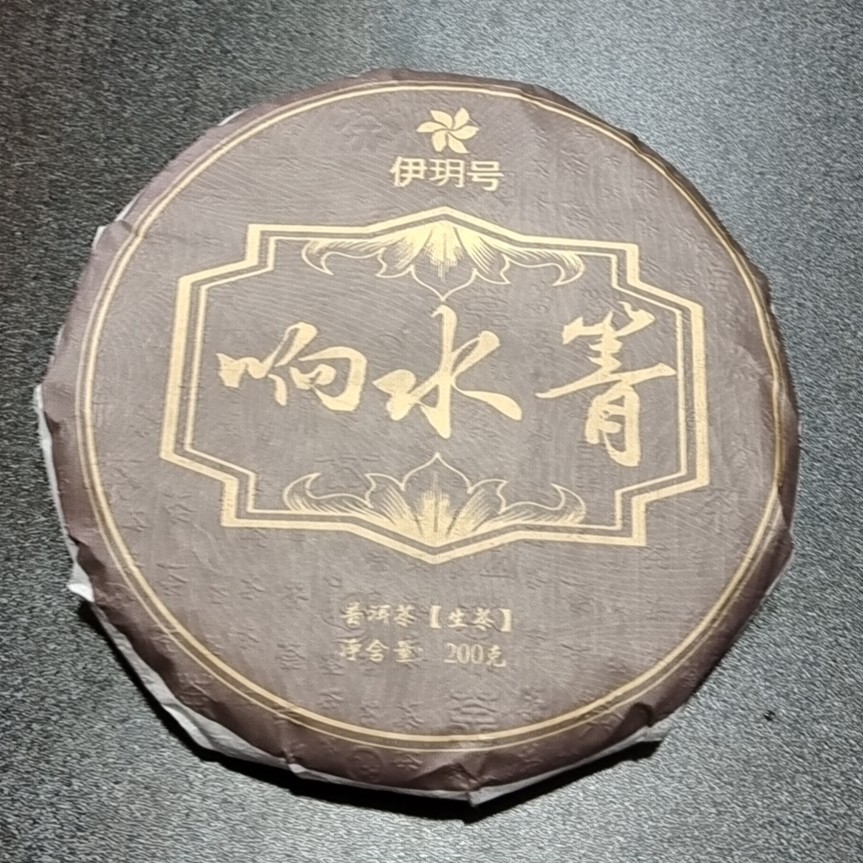 伊玥号
响水箐
普洱茶【生茶】
净含量 200克